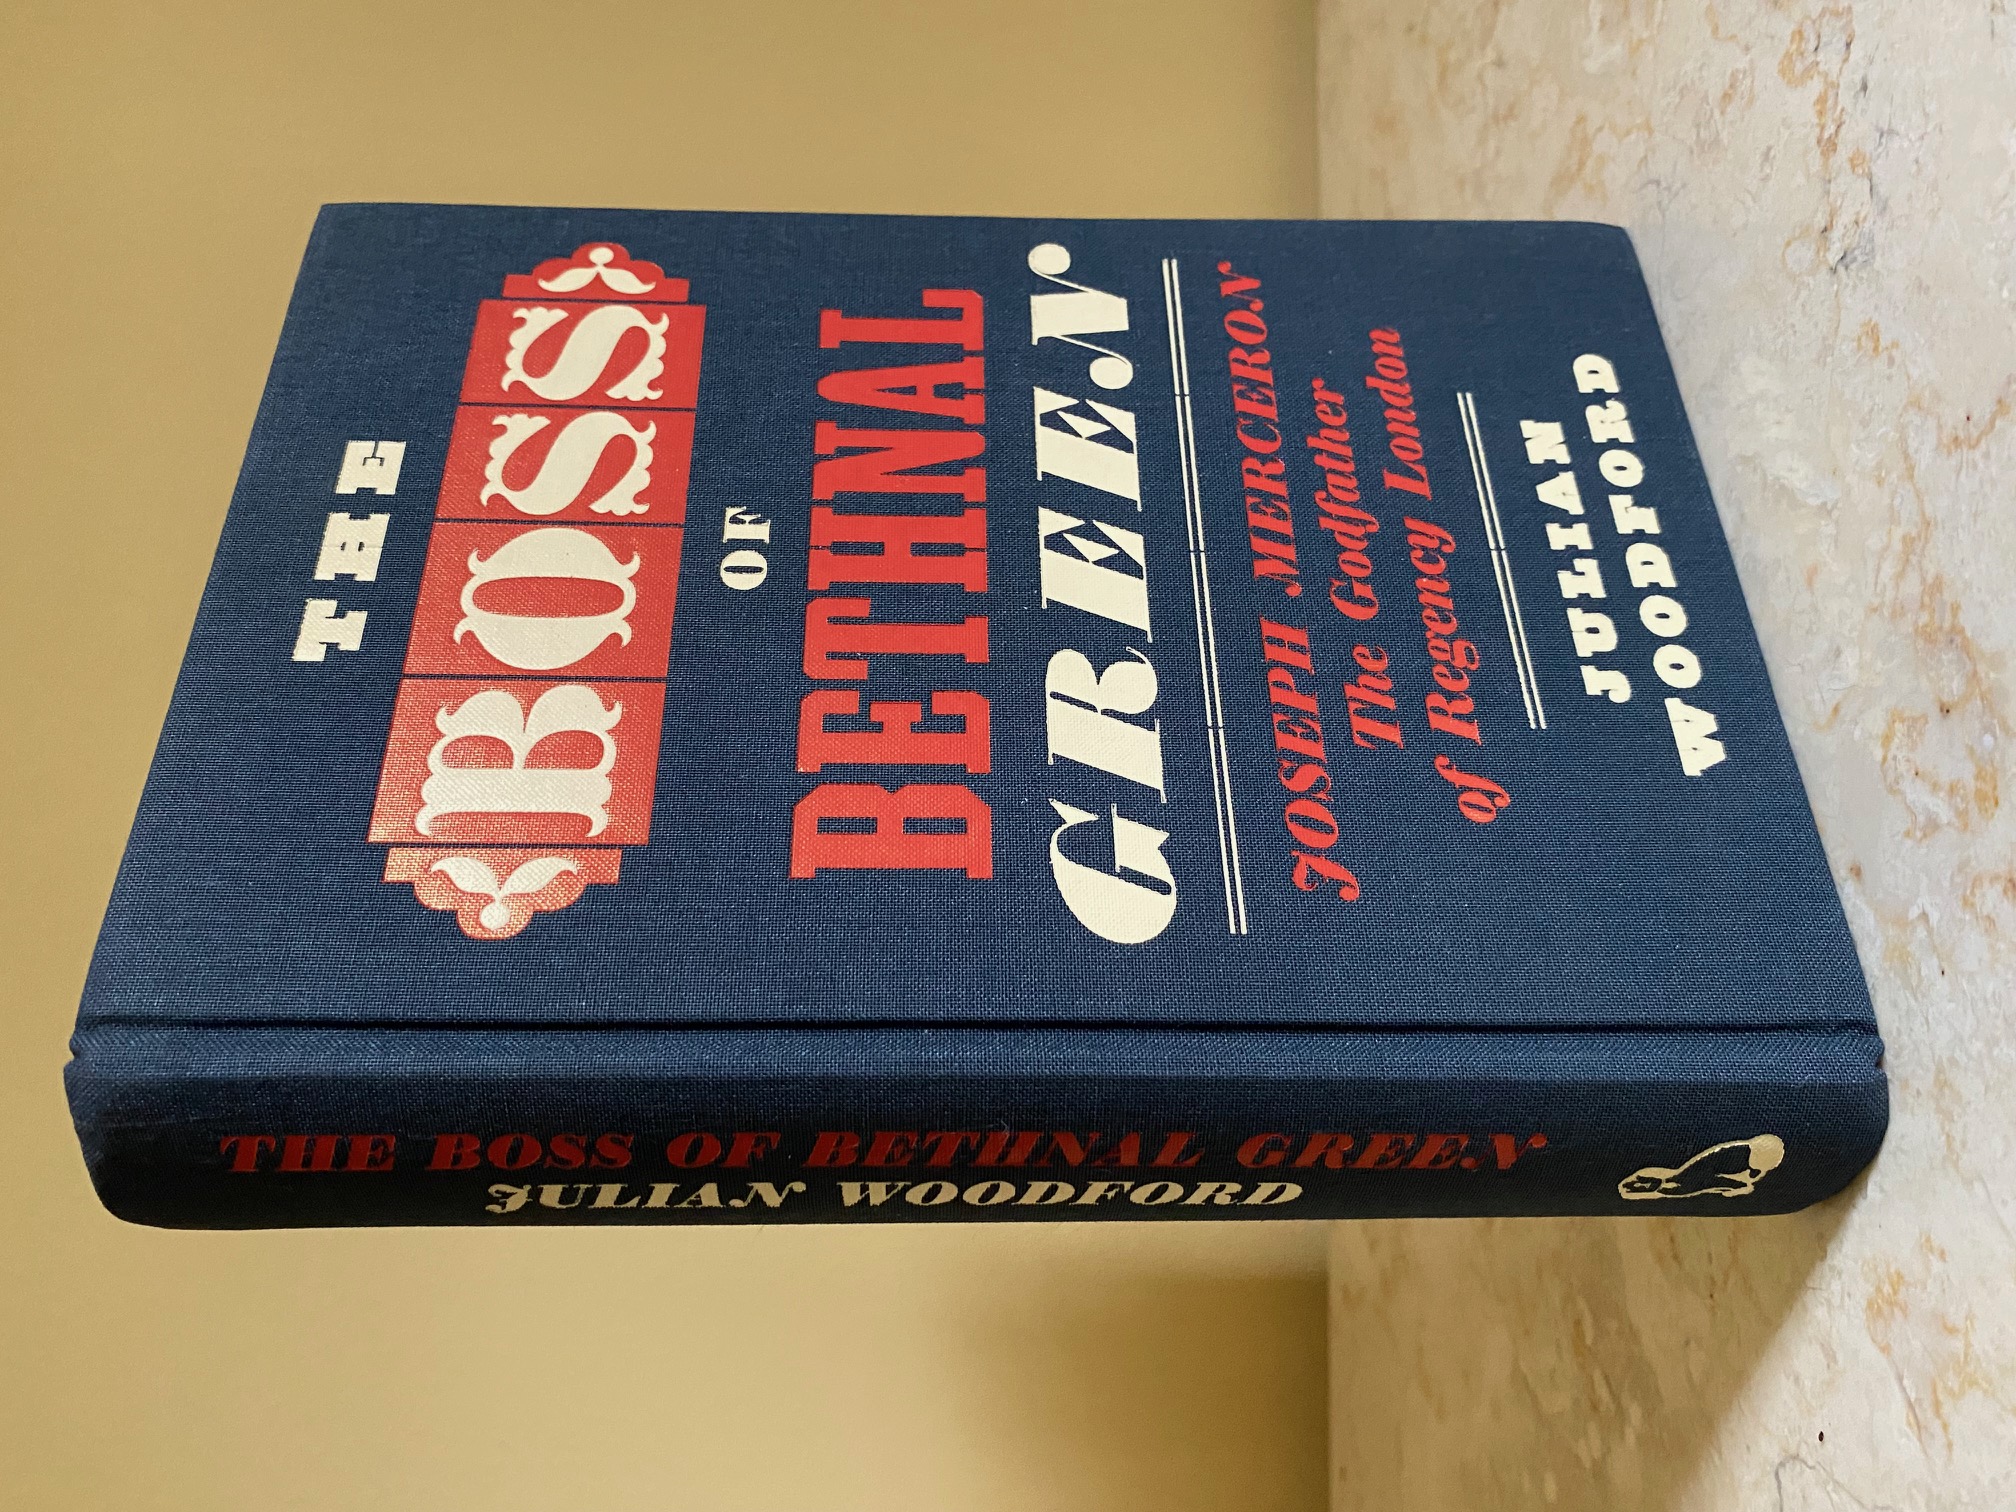 THE
BOSS
OF
BETHNAL
GREEN
JOSEPH MERCERON
The Godfather
of Regency London
JULIAN
WOODFORD
THE BOSS OF BETHNAL GREEN
JULIAN WOODFORD